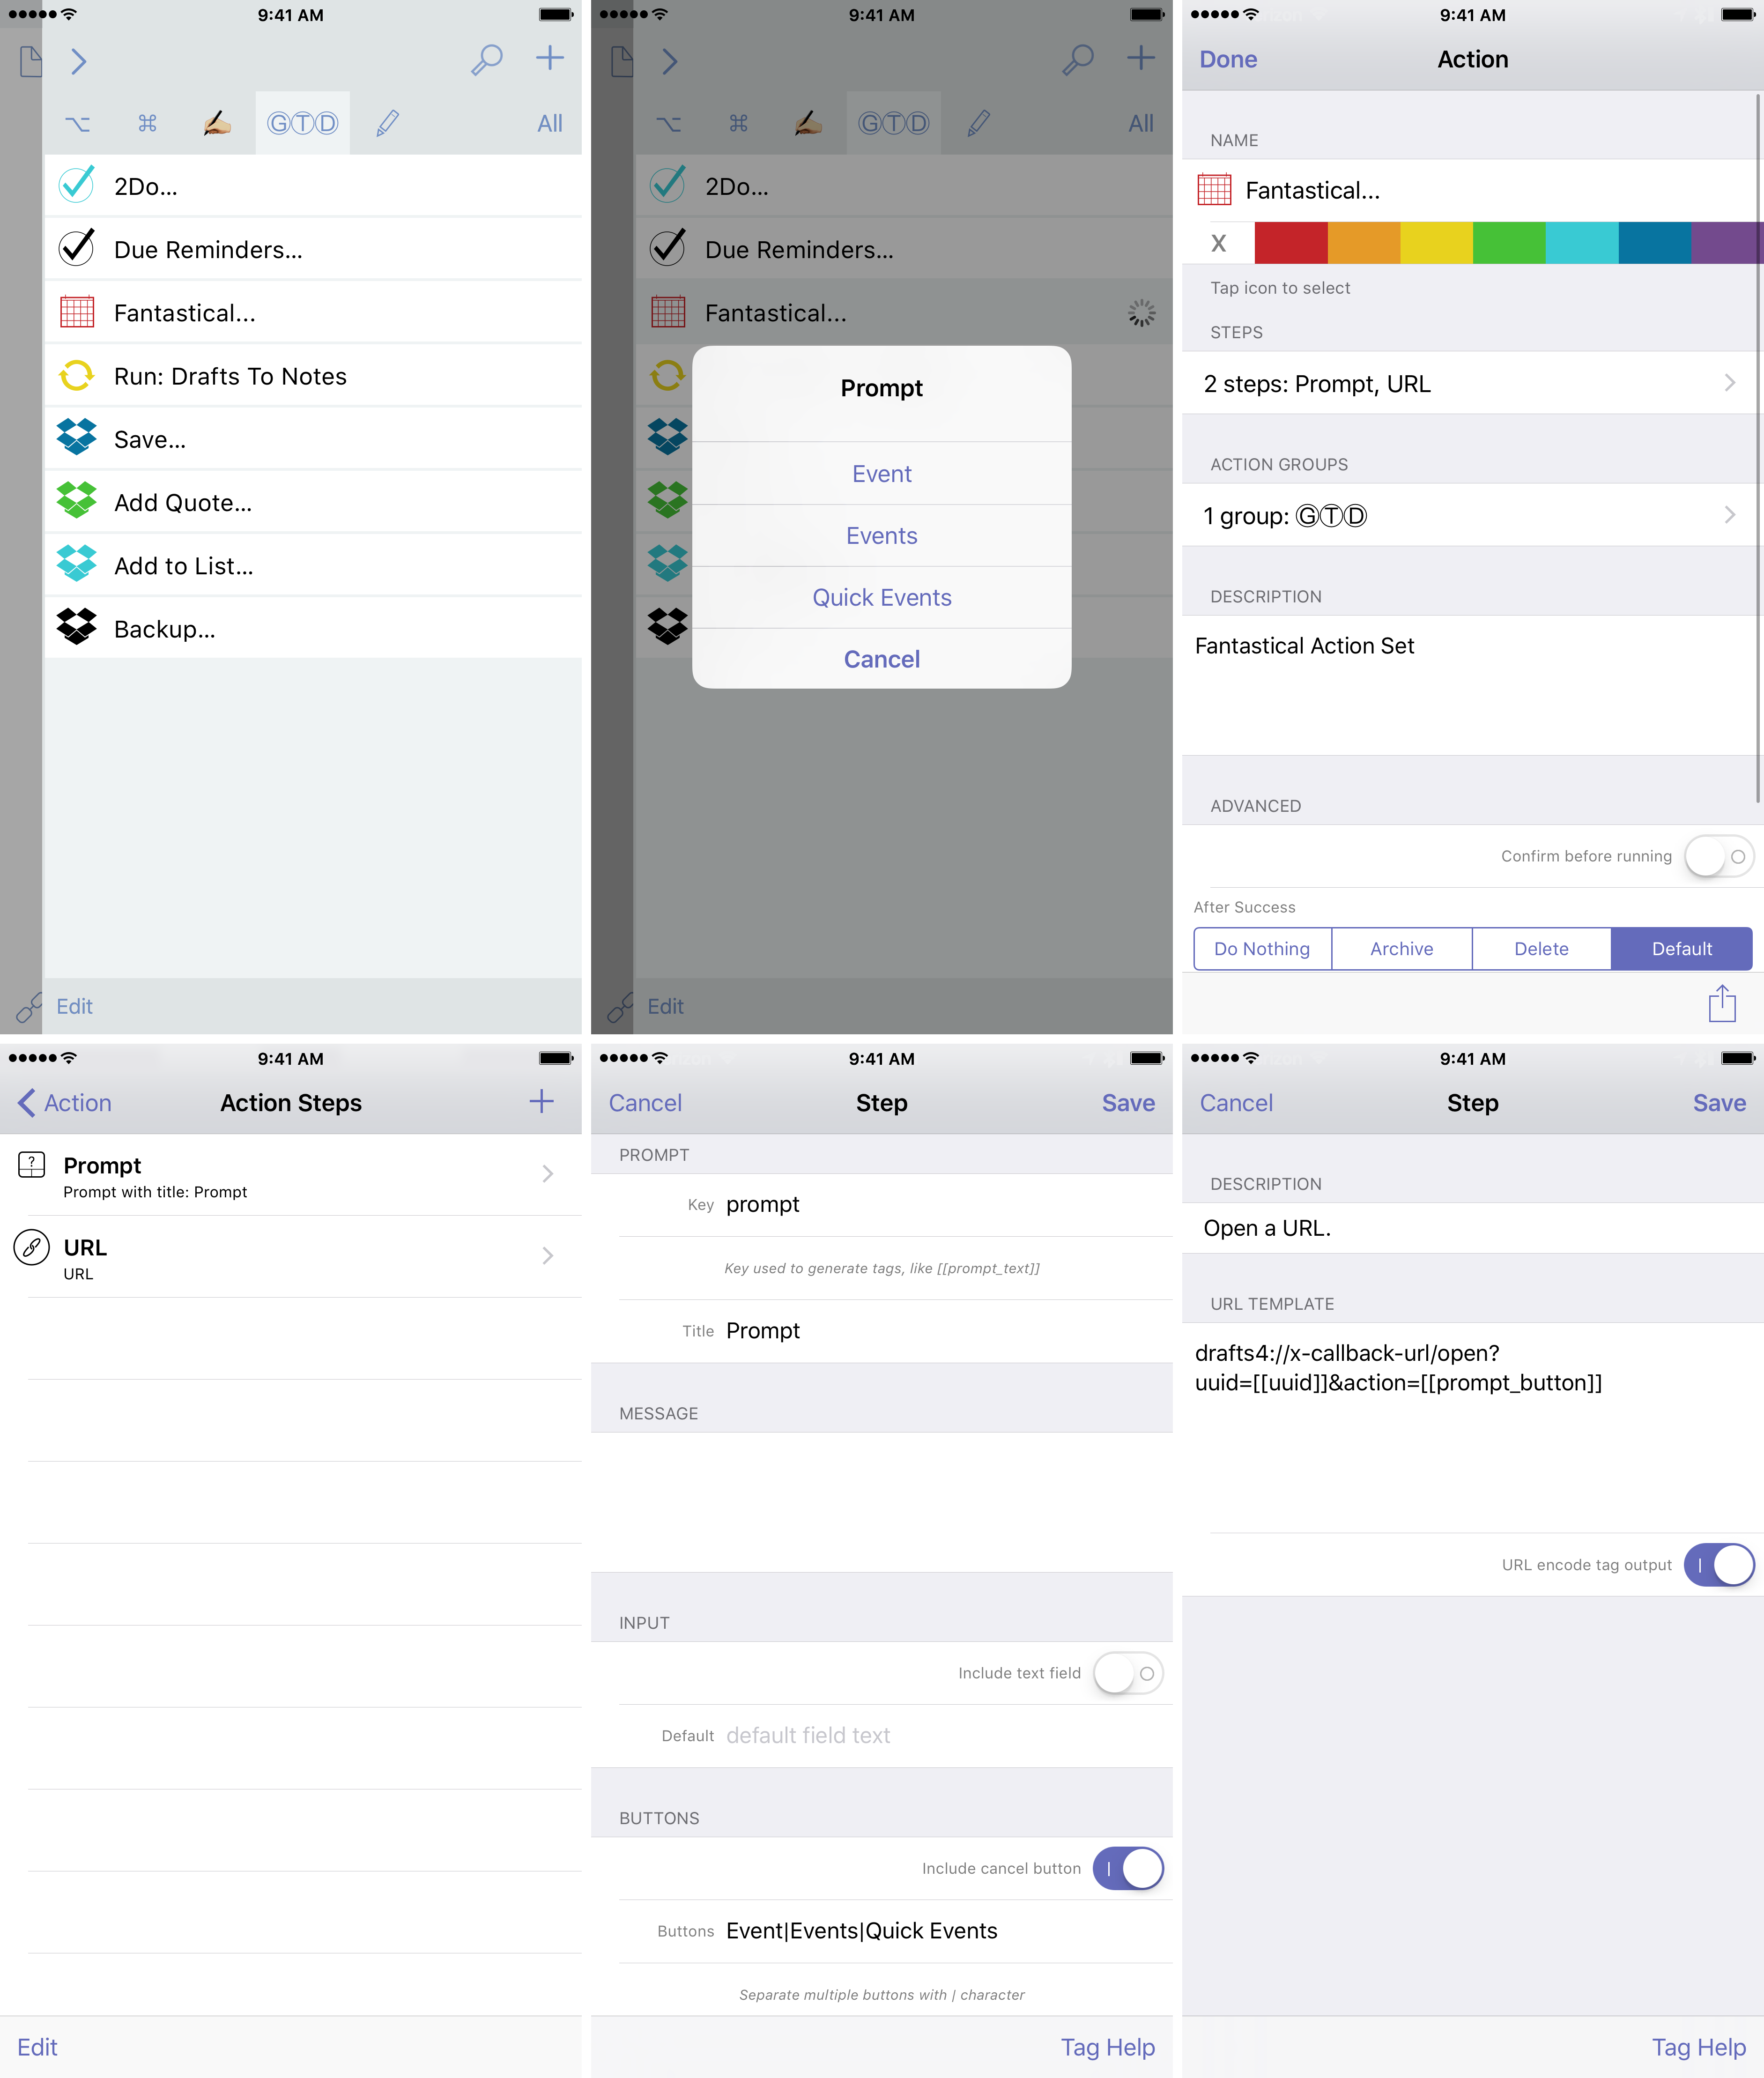 9:41 AM
ⒼⓉⒹ
All
2Do...
Due Reminders...
Fantastical...
Run: Drafts To Notes
Save...
Add Quote...
Add to List...
Backup...
Edit
9:41 AM
ⒼⓉⒹ
All
2Do...
Due Reminders...
Fantastical...
Prompt
Event
Events
Quick Events
Cancel
Edit
9:41 AM
Done
Action
NAME
Fantastical...
X
Tap icon to select
STEPS
2 steps: Prompt, URL
ACTION GROUPS
1 group: ⒼⓉⒹ
DESCRIPTION
Fantastical Action Set
ADVANCED
Confirm before running
After Success
Do Nothing
Archive
Delete
Default
9:41 AM
Action
Action Steps
Prompt
Prompt with title: Prompt
URL
URL
Edit
9:41 AM
Cancel
Step
Save
PROMPT
Key prompt
Key used to generate tags, like [[prompt_text]]
Title Prompt
MESSAGE
INPUT
Include text field
Default default field text
BUTTONS
Include cancel button
Buttons Event|Events|Quick Events
Separate multiple buttons with | character
Tag Help
9:41 AM
Cancel
Step
Save
DESCRIPTION
Open a URL.
URL TEMPLATE
drafts4://x-callback-url/open?
uuid=[[uuid]]&action=[[prompt_button]]
URL encode tag output
Tag Help